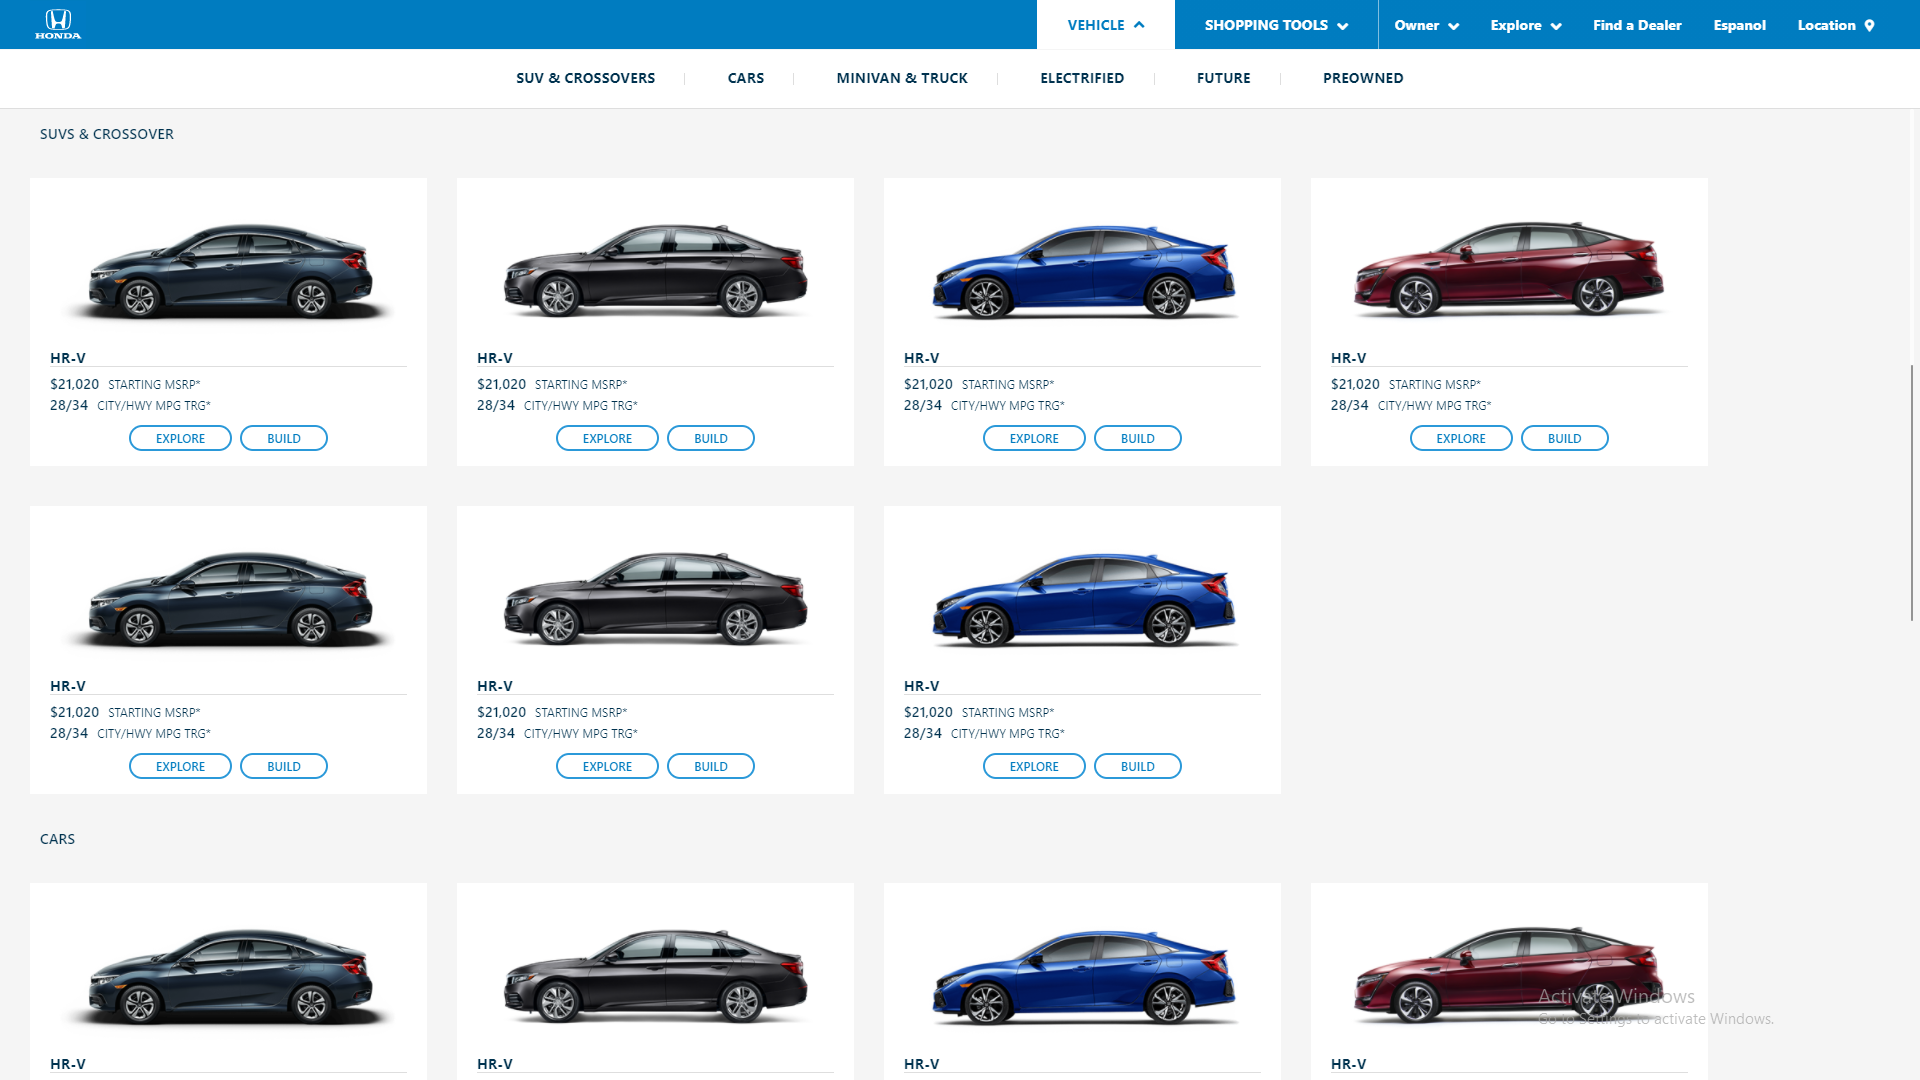 HONDA
VEHICLE
SHOPPING TOOLS
Owner
Explore
Find a Dealer
Espanol
Location
SUV & CROSSOVERS
CARS
MINIVAN & TRUCK
ELECTRIFIED
FUTURE
PREOWNED
SUVS & CROSSOVER
HR-V
$21,020 STARTING MSRP*
28/34 CITY/HWY MPG TRG*
EXPLORE
BUILD
HR-V
$21,020 STARTING MSRP*
28/34 CITY/HWY MPG TRG*
EXPLORE
BUILD
HR-V
$21,020 STARTING MSRP*
28/34 CITY/HWY MPG TRG*
EXPLORE
BUILD
HR-V
$21,020 STARTING MSRP*
28/34 CITY/HWY MPG TRG*
EXPLORE
BUILD
HR-V
$21,020 STARTING MSRP*
28/34 CITY/HWY MPG TRG*
EXPLORE
BUILD
HR-V
$21,020 STARTING MSRP*
28/34 CITY/HWY MPG TRG*
EXPLORE
BUILD
HR-V
$21,020 STARTING MSRP*
28/34 CITY/HWY MPG TRG*
EXPLORE
BUILD
CARS
HR-V
HR-V
HR-V
HR-V
Activate Windows
Go to Settings to activate Windows.